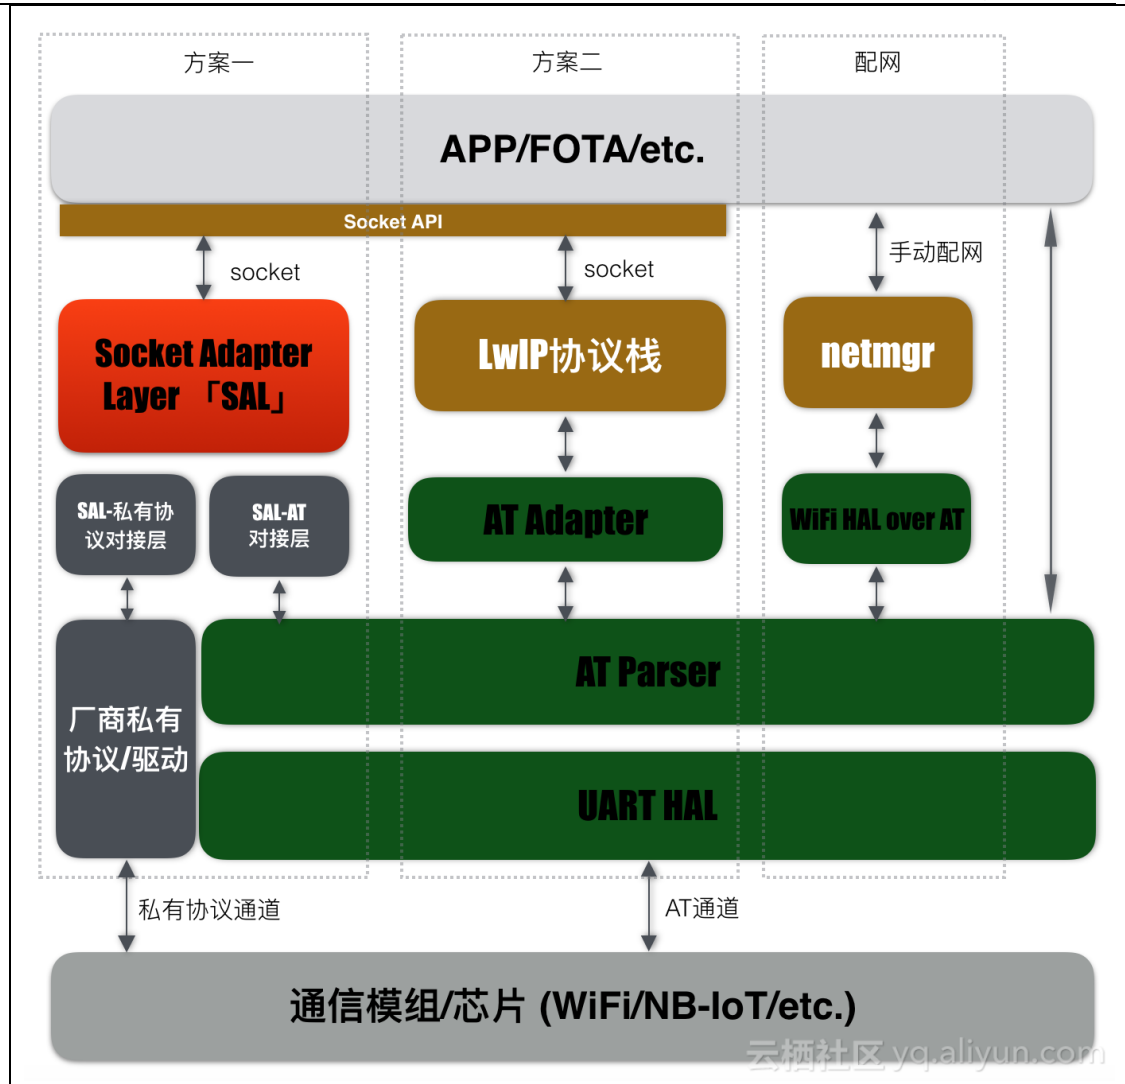 方案一
方案二
配网
APP/FOTA/etc.
Socket API
socket
socket
手动配网
Socket Adapter
Layer 「SAL」
LwIP协议栈
netmgr
SAL-私有协
议对接层
SAL-AT
对接层
AT Adapter
WiFi HAL over AT
AT Parser
厂商私有
协议/驱动
UART HAL
私有协议通道
AT通道
通信模组/芯片 (WiFi/NB-IoT/etc.)
云栖社区 yq.aliyun.com